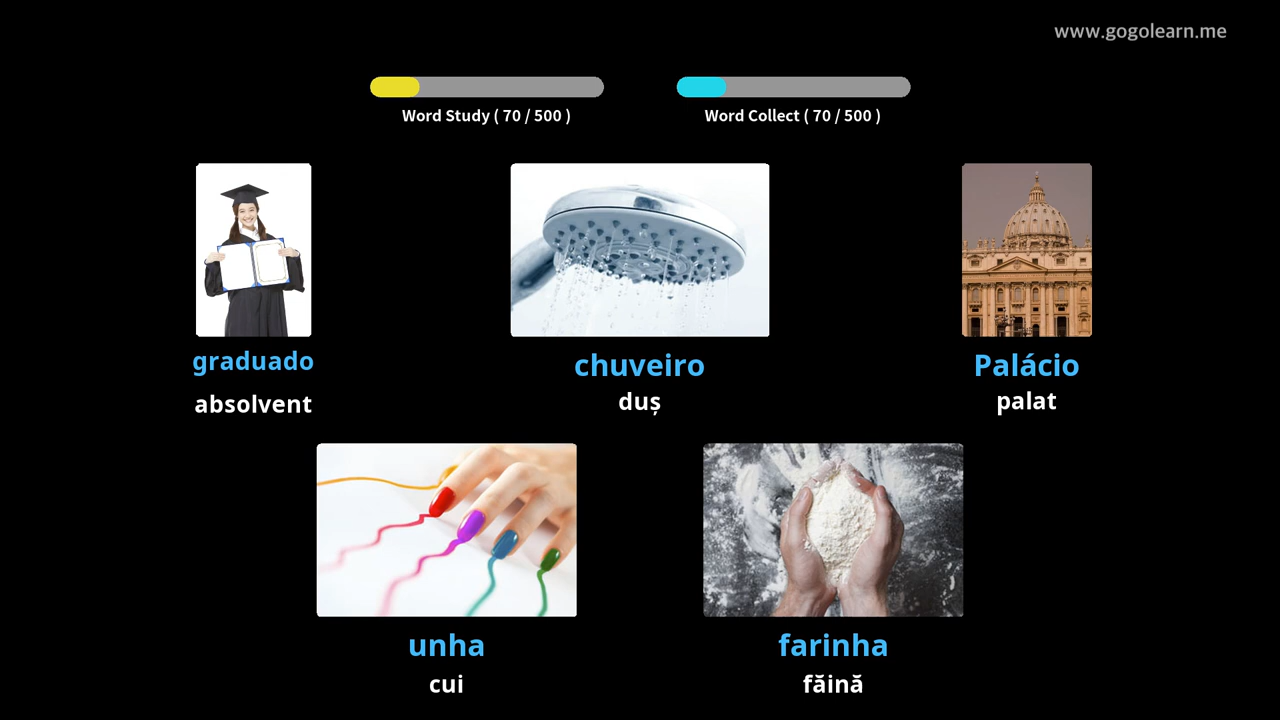 www.gogolearn.me
Word Study ( 70 / 500 )
Word Collect ( 70 / 500 )
graduado
absolvent
chuveiro
duș
Palácio
palat
unha
cui
farinha
făină